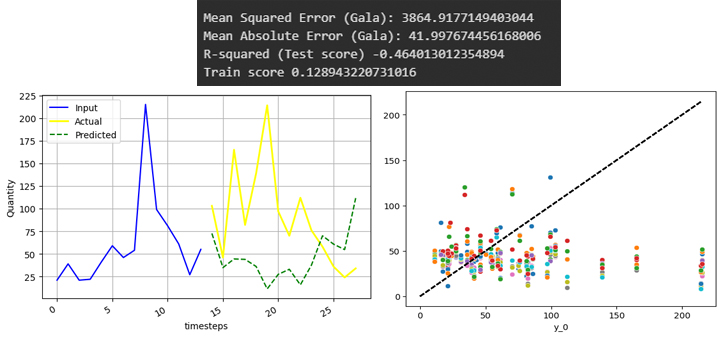 Mean Squared Error (Gala): 3864.9177149403044
Mean Absolute Error (Gala): 41.997674456168006
R-squared (Test score) -0.464013012354894
Train score 0.128943220731016
225
200
175
150
125
100
75
50
25
Quantity
Input
Actual
Predicted
0
5
10
15
20
25
timesteps
200
150
100
50
0
0
50
100
150
200
y_o